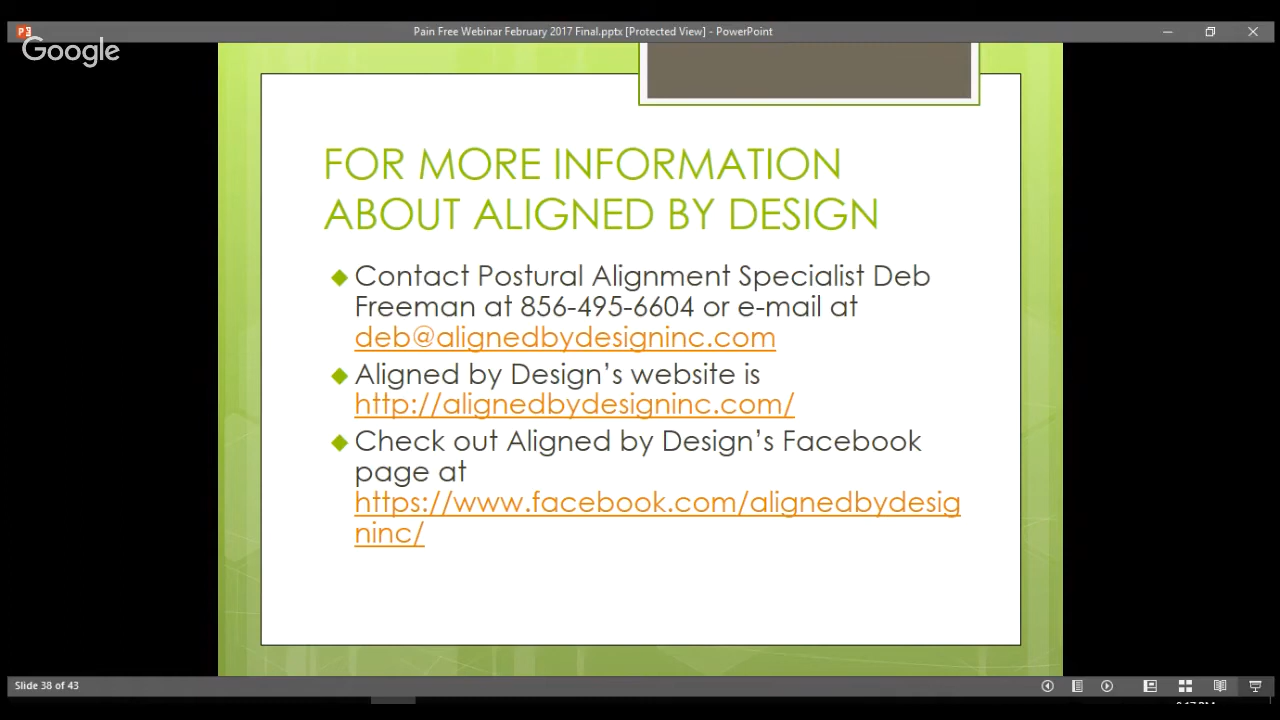 Pain Free Webinar February 2017 Final.pptx [Protected View] - PowerPoint
Google
FOR MORE INFORMATION
ABOUT ALIGNED BY DESIGN
Contact Postural Alignment Specialist Deb
Freeman at 856-495-6604 or e-mail at
deb@alignedbydesigninc.com
Aligned by Design’s website is
http://alignedbydesigninc.com/
Check out Aligned by Design’s Facebook
page at
https://www.facebook.com/alignedbydesig
ninc/
Slide 38 of 43